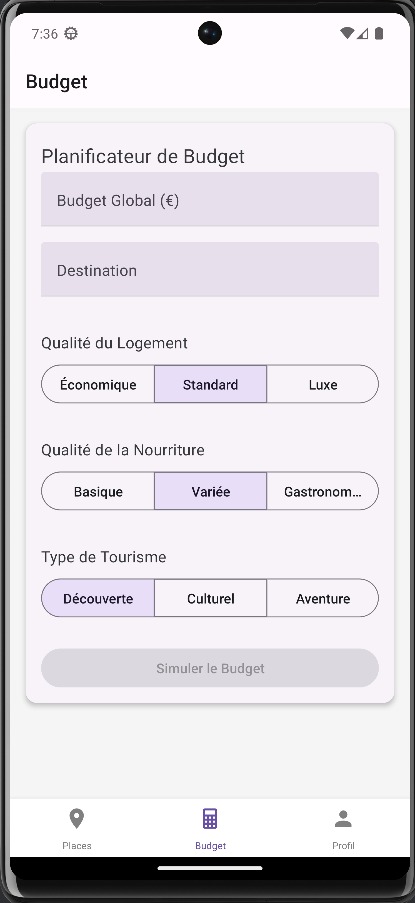 7:36
Budget
Planificateur de Budget
Budget Global (€)
Destination
Qualité du Logement
Économique Standard Luxe
Qualité de la Nourriture
Basique Variée Gastronom...
Type de Tourisme
Découverte Culturel Aventure
Simuler le Budget
Places Budget Profil